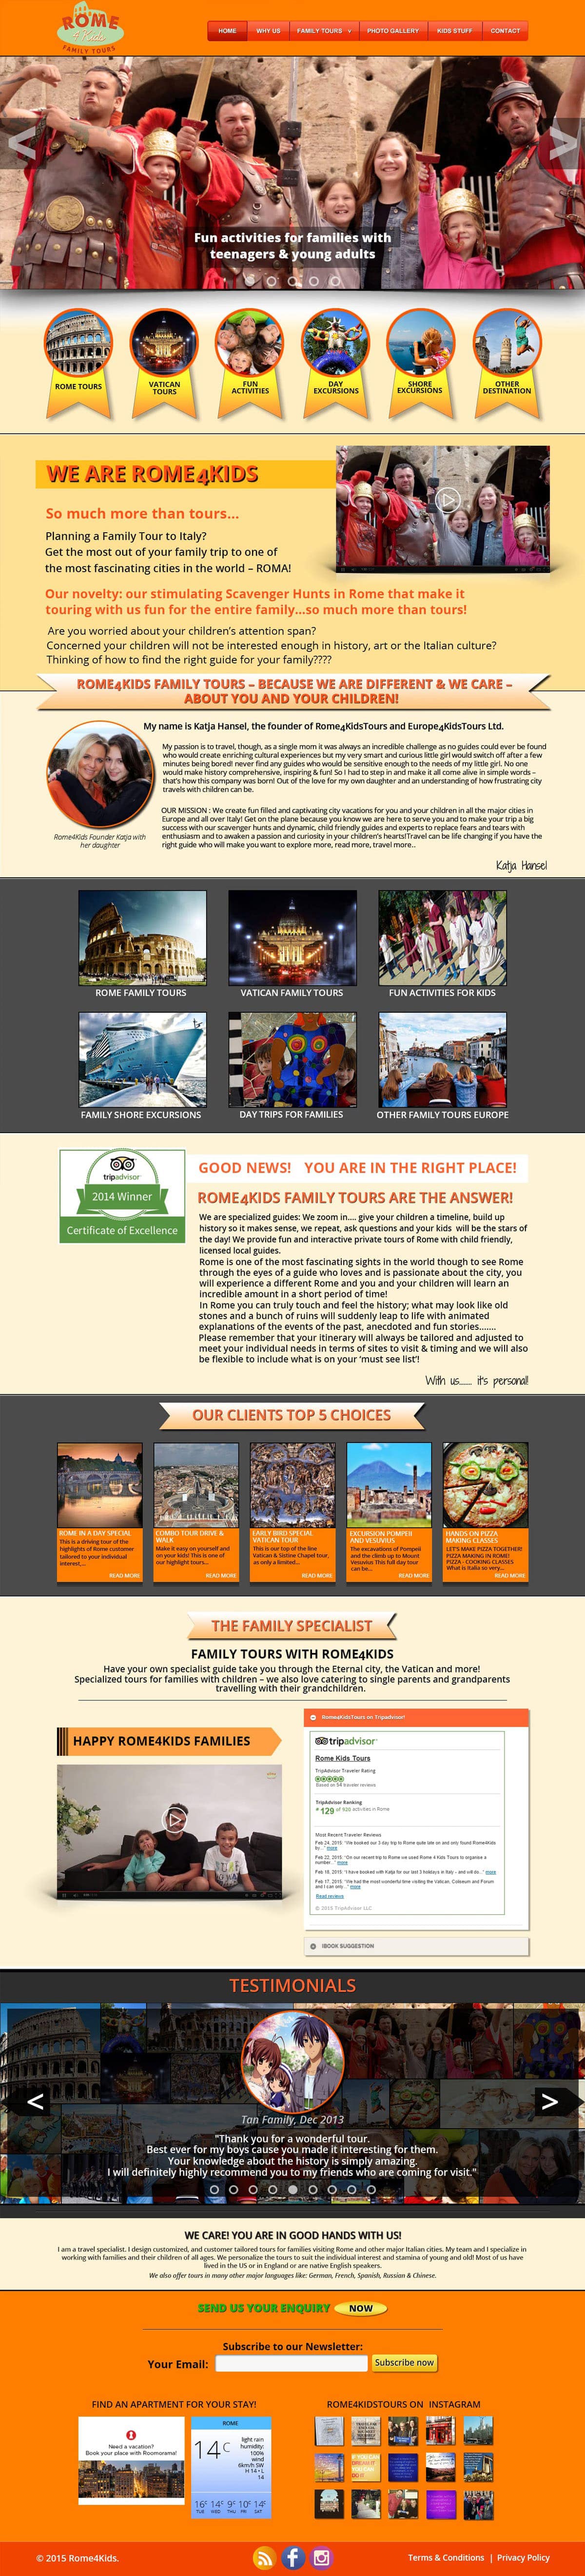 ROME
4 Kids
FAMILY TOURS
HOME
WHY US
FAMILY TOURS v
PHOTO GALLERY
KIDS STUFF
CONTACT
<
>
Fun activities for families with
teenagers & young adults
ROME TOURS
VATICAN
TOURS
FUN
ACTIVITIES
DAY
EXCURSIONS
SHORE
EXCURSIONS
OTHER
DESTINATION
WE ARE ROME4KIDS
So much more than tours...
Planning a Family Tour to Italy?
Get the most out of your family trip to one of
the most fascinating cities in the world – ROMA!
Our novelty: our stimulating Scavenger Hunts in Rome that make it
touring with us fun for the entire family...so much more than tours!
Are you worried about your children's attention span?
Concerned your children will not be interested enough in history, art or the Italian culture?
Thinking of how to find the right guide for your family????
ROME4KIDS FAMILY TOURS – BECAUSE WE ARE DIFFERENT & WE CARE –
ABOUT YOU AND YOUR CHILDREN!
My name is Katja Hansel, the founder of Rome4KidsTours and Europe4KidsTours Ltd.
My passion is to travel, though, as a single mom it was always an incredible challenge as no guides could ever be found
who would create enriching cultural experiences but my very smart and curious little girl would switch off after a few
minutes being bored! never find any guides who would be sensitive enough to the needs of my little girl. No one
would make history comprehensive, inspiring & fun! So I had to step in and make it all come alive in simple words –
that's how this company was born! Out of the love for my own daughter and an understanding of how frustrating city
travels with children can be.
OUR MISSION : We create fun filled and captivating city vacations for you and your children in all the major cities in
Europe and all over Italy! Get on the plane because you know we are here to serve you and to make your trip a big
success with our scavenger hunts and dynamic, child friendly guides and experts to replace fears and tears with
enthusiasm and to awaken a passion and curiosity in your children's hearts!Travel can be life changing if you have the
right guide who will make you want to explore more, read more, travel more..
Rome4Kids Founder Katja with
her daughter
Katja Hansel
ROME FAMILY TOURS
VATICAN FAMILY TOURS
FUN ACTIVITIES FOR KIDS
FAMILY SHORE EXCURSIONS
DAY TRIPS FOR FAMILIES
OTHER FAMILY TOURS EUROPE
tripadvisor
2014 Winner
Certificate of Excellence
GOOD NEWS! YOU ARE IN THE RIGHT PLACE!
ROME4KIDS FAMILY TOURS ARE THE ANSWER!
We are specialized guides: We zoom in.... give your children a timeline, build up
history so it makes sense, we repeat, ask questions and your kids will be the stars of
the day! We provide fun and interactive private tours of Rome with child friendly,
licensed local guides.
Rome is one of the most fascinating sights in the world though to see Rome
through the eyes of a guide who loves and is passionate about the city, you
will experience a different Rome and you and your children will learn an
incredible amount in a short period of time!
In Rome you can truly touch and feel the history; what may look like old
stones and a bunch of ruins will suddenly leap to life with animated
explanations of the events of the past, anecdoted and fun stories.......
Please remember that your itinerary will always be tailored and adjusted to
meet your individual needs in terms of sites to visit & timing and we will also
be flexible to include what is on your 'must see list'!
With us...... it's personal!
OUR CLIENTS TOP 5 CHOICES
ROME IN A DAY SPECIAL
This is a driving tour of the
highlights of Rome customer
tailored to your individual
interest,...
READ MORE
COMBO TOUR DRIVE &
WALK
Make it easy on yourself and
on your kids! This is one of
our highlight tours...
READ MORE
EARLY BIRD SPECIAL
VATICAN TOUR
This is our top of the line
Vatican & Sistine Chapel tour,
as only a limited...
READ MORE
EXCURSION POMPEII
AND VESUVIUS
The excavations of Pompeii
and the climb up to Mount
Vesuvius This full day tour
can be...
READ MORE
HANDS ON PIZZA
MAKING CLASSES
LET'S MAKE PIZZA TOGETHER!
PIZZA MAKING IN ROME!
PIZZA - COOKING CLASSES
What is Italia so very...
READ MORE
THE FAMILY SPECIALIST
FAMILY TOURS WITH ROME4KIDS
Have your own specialist guide take you through the Eternal city, the Vatican and more!
Specialized tours for families with children – we also love catering to single parents and grandparents
travelling with their grandchildren.
HAPPY ROME4KIDS FAMILIES
Rome4KidsTours on Tripadvisor!
tripadvisor
Rome Kids Tours
TripAdvisor Traveler Rating
Based on 54 traveler reviews
TripAdvisor Ranking
# 129 of 920 activities in Rome
Most Recent Traveler Reviews
Feb 24, 2015: "We booked our 3 day trip to Rome quite late on and only found Rome4Kids
by..." more
Feb 22, 2015: "On our recent trip to Rome we used Rome 4 Kids Tours to organise a
number..." more
Feb 18, 2015: "I have booked with Katja for our last 3 holidays in Italy - and will do..." more
Feb 17, 2015: "We had the most wonderful time visiting the Vatican, Coliseum and Forum
and I can only..." more
Read reviews
© 2015 TripAdvisor LLC
IBOOK SUGGESTION
TESTIMONIALS
<
>
Tan Family, Dec 2013
"Thank you for a wonderful tour.
Best ever for my boys cause you made it interesting for them.
Your knowledge about the history is simply amazing.
I will definitely highly recommend you to my friends who are coming for visit."
WE CARE! YOU ARE IN GOOD HANDS WITH US!
I am a travel specialist. I design customized, and customer tailored tours for families visiting Rome and other major Italian cities. My team and I specialize in
working with families and their children of all ages. We personalize the tours to suit the individual interest and stamina of young and old! Most of us have
lived in the US or in England or are native English speakers.
We also offer tours in many other major languages like: German, French, Spanish, Russian & Chinese.
SEND US YOUR ENQUIRY NOW
Subscribe to our Newsletter:
Your Email:
Subscribe now
FIND AN APARTMENT FOR YOUR STAY!
Need a vacation?
Book your place with Roomorama!
ROME
14 C
light rain
humidity:
100%
wind
6km/h SW
H 14 • L
14
16° 14° 9° 10° 14°
TUE WED THU FRI SAT
ROME4KIDSTOURS ON INSTAGRAM
© 2015 Rome4Kids.
Terms & Conditions | Privacy Policy